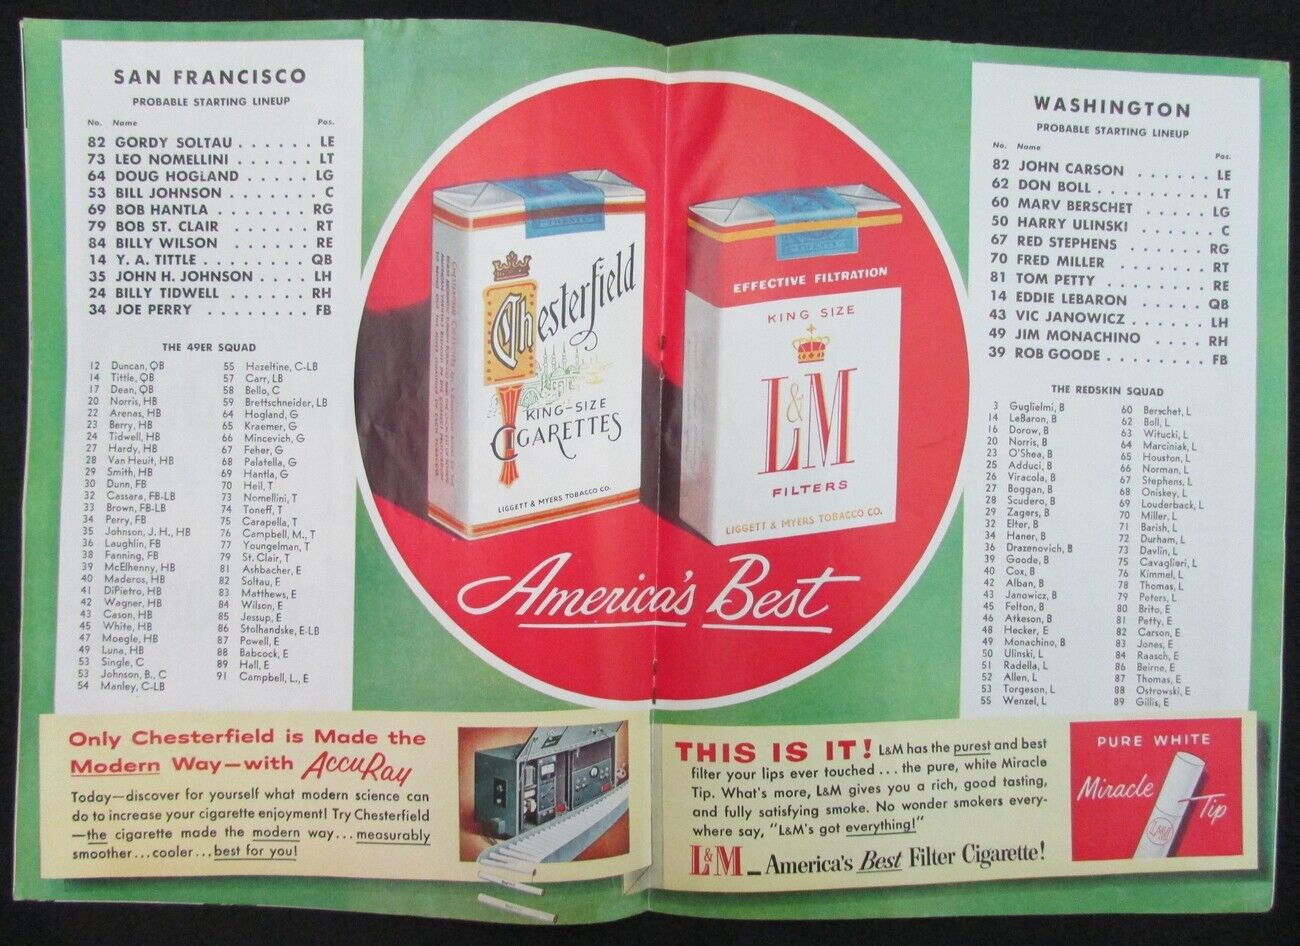 SAN FRANCISCO
PROBABLE STARTING LINEUP
No. Name Pos.
82 GORDY SOLTAU . . . . . . LE
73 LEO NOMELLINI . . . . . . LT
64 DOUG HOGLAND . . . . . LG
53 BILL JOHNSON . . . . . . . C
69 BOB HANTLA . . . . . . . RG
79 BOB ST. CLAIR . . . . . . RT
84 BILLY WILSON . . . . . . RE
14 Y. A. TITTLE . . . . . . . QB
35 JOHN H. JOHNSON . . . . LH
24 BILLY TIDWELL . . . . . . RH
34 JOE PERRY . . . . . . . . FB
THE 49ER SQUAD
12 Duncan, QB
14 Tittle, QB
17 Dean, QB
20 Norris, HB
22 Arenas, HB
23 Berry, HB
24 Tidwell, HB
27 Hardy, HB
28 Van Heuit, HB
29 Smith, HB
30 Dunn, FB
32 Cassara, FB-LB
33 Brown, FB-LB
34 Perry, FB
35 Johnson, J. H., HB
36 Laughlin, FB
38 Fanning, FB
39 McElhenny, HB
40 Maderos, HB
41 DiPietro, HB
42 Wagner, HB
43 Cason, HB
45 White, HB
47 Moegle, HB
49 Luna, HB
53 Single, C
53 Johnson, B., C
54 Manley, C-LB
55 Hazeltine, C-LB
57 Carr, LB
58 Bello, C
59 Brettschneider, LB
64 Hogland, G
65 Kraemer, G
66 Mincevich, G
67 Feher, G
68 Palatella, G
69 Hantla, G
70 Heil, T
73 Nomellini, T
74 Toneff, T
75 Carapella, T
76 Campbell, M., T
77 Youngelman, T
79 St. Clair, T
81 Ashbacher, E
82 Soltau, E
83 Matthews, E
84 Wilson, E
85 Jessup, E
86 Stolhandske, E-LB
87 Powell, E
88 Babcock, E
89 Hall, E
91 Campbell, L., E
Chesterfield
KING-SIZE
CIGARETTES
LIGGETT & MYERS TOBACCO CO.
EFFECTIVE FILTRATION
KING SIZE
L&M
FILTERS
LIGGETT & MYERS TOBACCO CO.
America's Best
WASHINGTON
PROBABLE STARTING LINEUP
No. Name Pos.
82 JOHN CARSON . . . . . . LE
62 DON BOLL . . . . . . . . LT
60 MARV BERSCHET . . . . . LG
50 HARRY ULINSKI . . . . . . C
67 RED STEPHENS . . . . . . RG
70 FRED MILLER . . . . . . . RT
81 TOM PETTY . . . . . . . . RE
14 EDDIE LEBARON . . . . . QB
43 VIC JANOWICZ . . . . . . LH
49 JIM MONACHINO . . . . . RH
39 ROB GOODE . . . . . . . FB
THE REDSKIN SQUAD
3 Guglielmi, B
14 LeBaron, B
16 Dorow, B
20 Norris, B
23 O'Shea, B
25 Adduci, B
26 Viracola, B
27 Boggan, B
28 Scudero, B
29 Zagers, B
32 Elter, B
34 Haner, B
36 Drazenovich, B
39 Goode, B
40 Cox, B
42 Alban, B
43 Janowicz, B
45 Felton, B
46 Atkeson, B
48 Hecker, E
49 Monachino, B
50 Ulinski, L
51 Radella, L
52 Allen, L
53 Torgeson, L
55 Wenzel, L
60 Berschet, L
62 Boll, L
63 Witucki, L
64 Marciniak, L
65 Houston, L
66 Norman, L
67 Stephens, L
68 Oniskey, L
69 Louderback, L
70 Miller, L
71 Barish, L
72 Durham, L
73 Davlin, L
75 Cavaglieri, L
76 Kimmel, L
78 Thomas, L
79 Peters, L
80 Brito, E
81 Petty, E
82 Carson, E
83 Jones, E
84 Raasch, E
86 Beirne, E
87 Thomas, E
88 Ostrowski, E
89 Gillis, E
Only Chesterfield is Made the
Modern Way—with AccuRay
Today—discover for yourself what modern science can
do to increase your cigarette enjoyment! Try Chesterfield
—the cigarette made the modern way...measurably
smoother...cooler...best for you!
THIS IS IT! L&M has the purest and best
filter your lips ever touched...the pure, white Miracle
Tip. What's more, L&M gives you a rich, good tasting,
and fully satisfying smoke. No wonder smokers every-
where say, "L&M's got everything!"
L&M—America's Best Filter Cigarette!
PURE WHITE
Miracle Tip
L&M